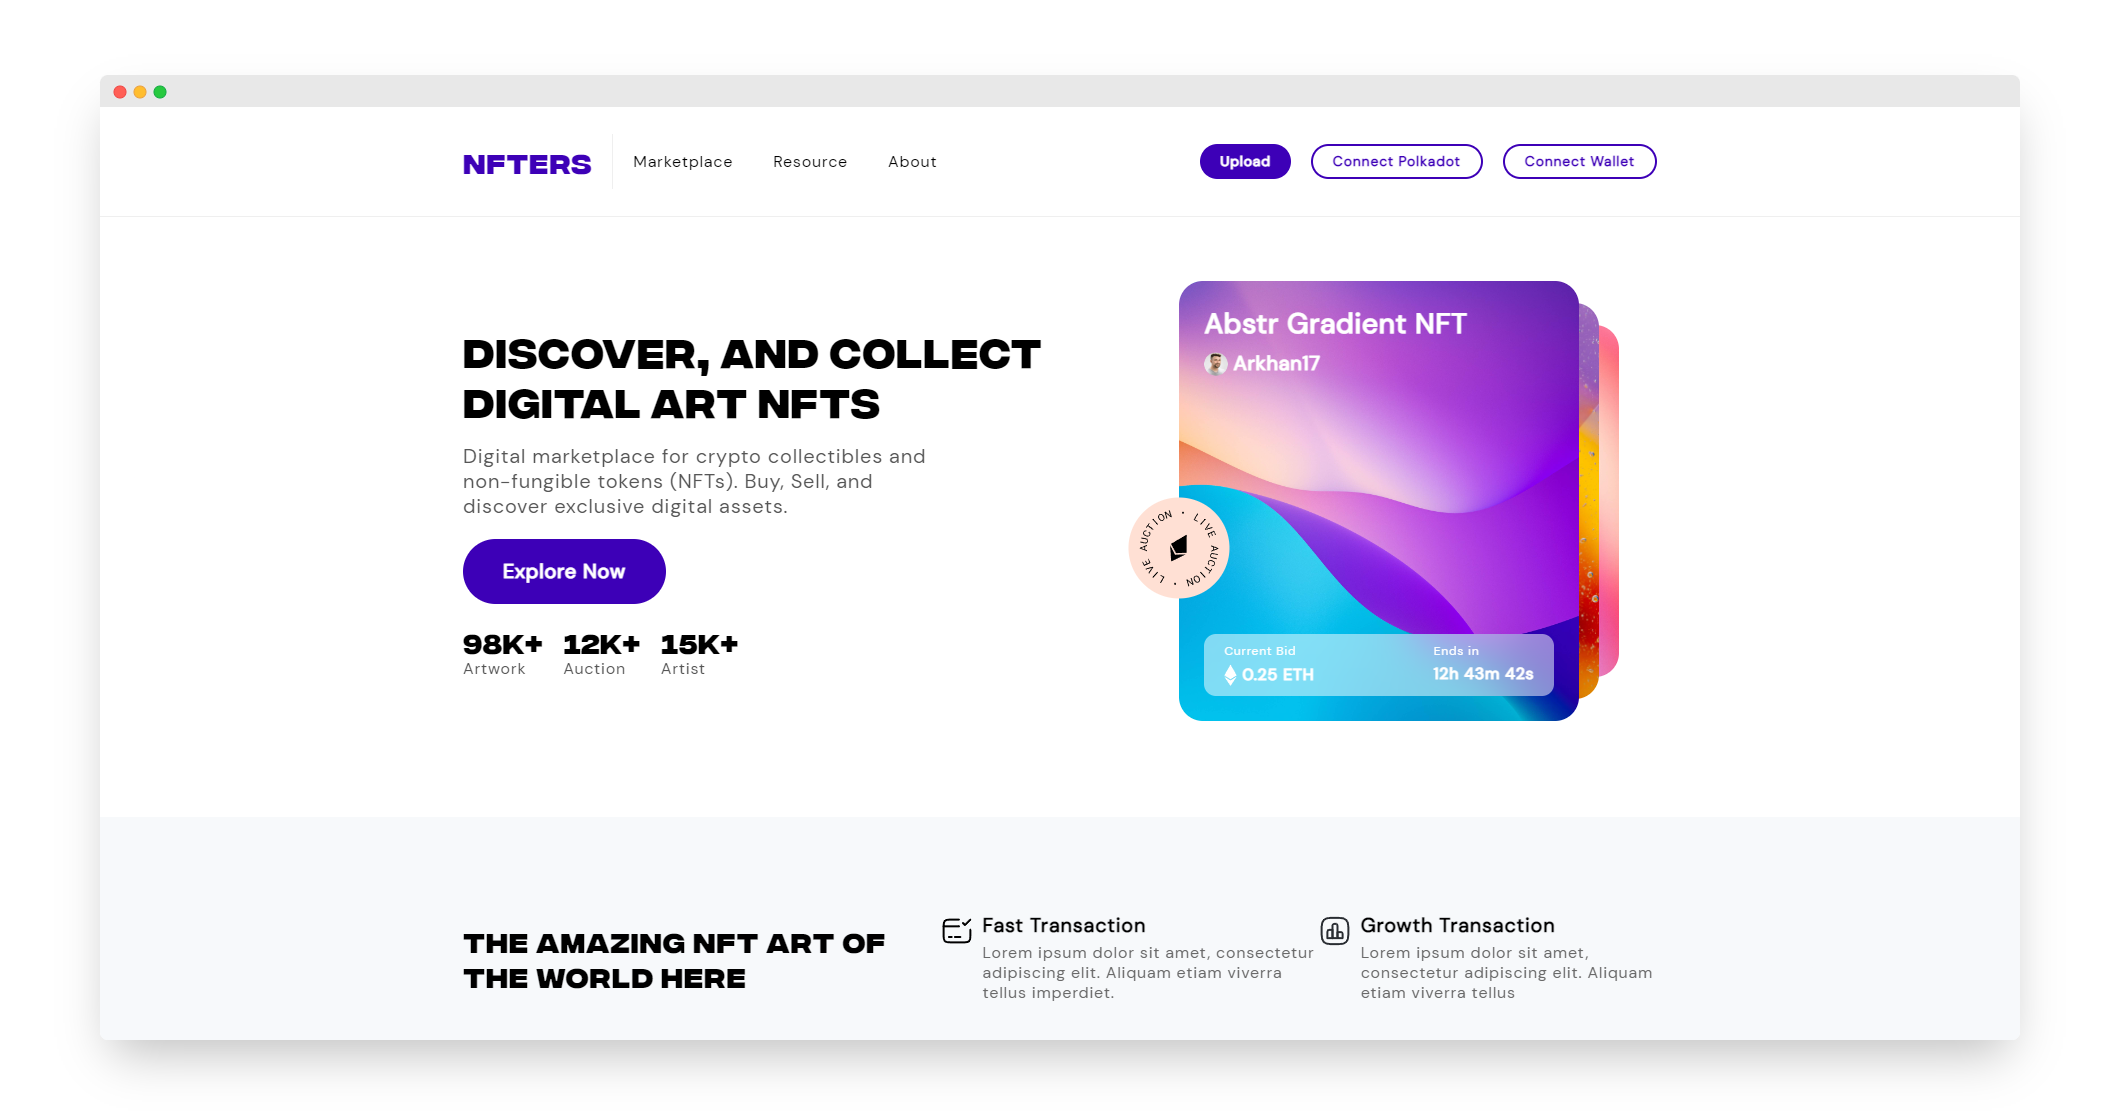 NFTERS
Marketplace
Resource
About
Upload
Connect Polkadot
Connect Wallet
DISCOVER, AND COLLECT
DIGITAL ART NFTS
Digital marketplace for crypto collectibles and
non-fungible tokens (NFTs). Buy, Sell, and
discover exclusive digital assets.
Explore Now
98K+
Artwork
12K+
Auction
15K+
Artist
Abstr Gradient NFT
Arkhan17
LIVE AUCTION • LIVE AUCTION •
Current Bid
0.25 ETH
Ends in
12h 43m 42s
THE AMAZING NFT ART OF
THE WORLD HERE
Fast Transaction
Lorem ipsum dolor sit amet, consectetur
adipiscing elit. Aliquam etiam viverra
tellus imperdiet.
Growth Transaction
Lorem ipsum dolor sit amet,
consectetur adipiscing elit. Aliquam
etiam viverra tellus